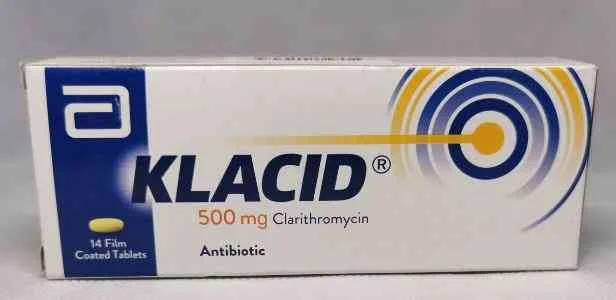 KLACID®
500 mg Clarithromycin
Antibiotic
14 Film
Coated Tablets